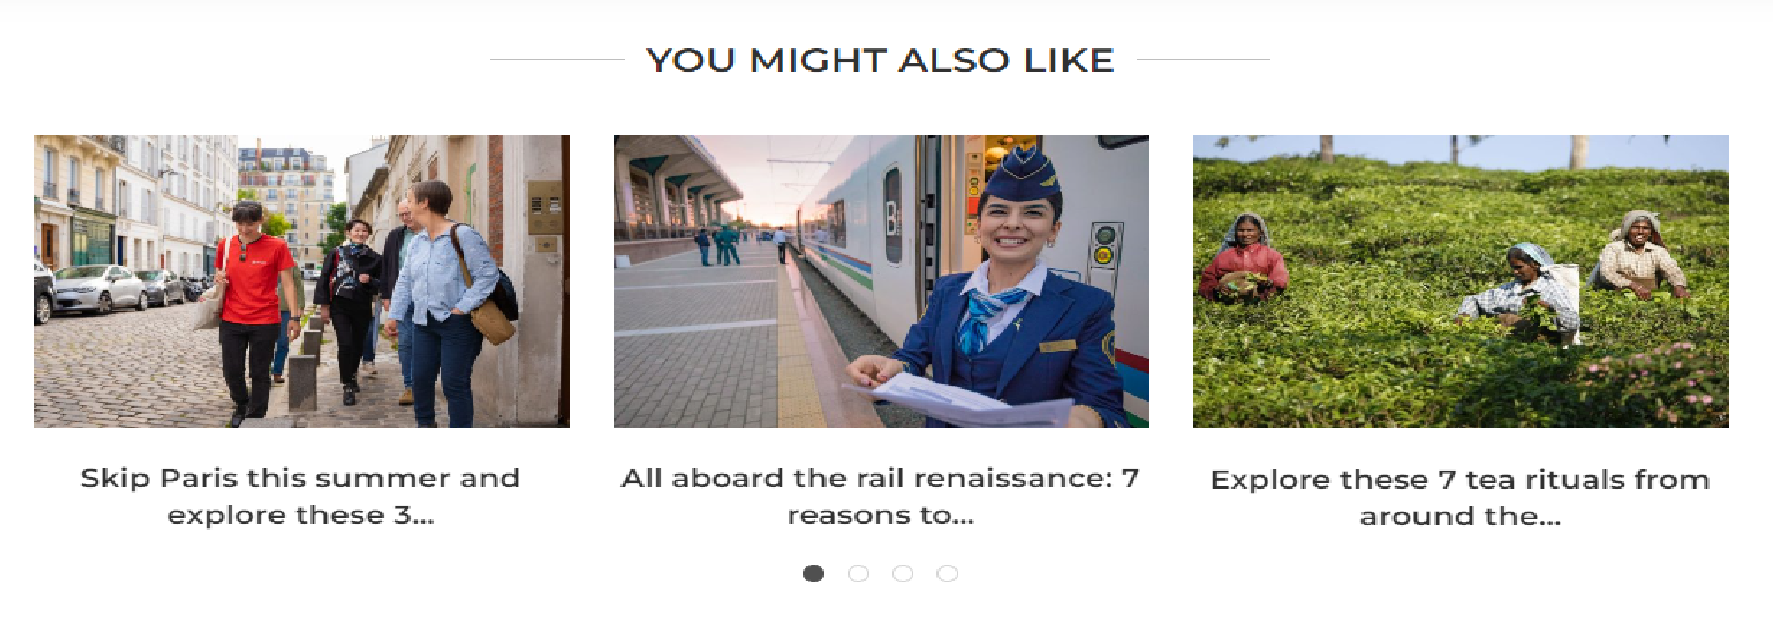 YOU MIGHT ALSO LIKE
Skip Paris this summer and
explore these 3...
All aboard the rail renaissance: 7
reasons to...
Explore these 7 tea rituals from
around the...